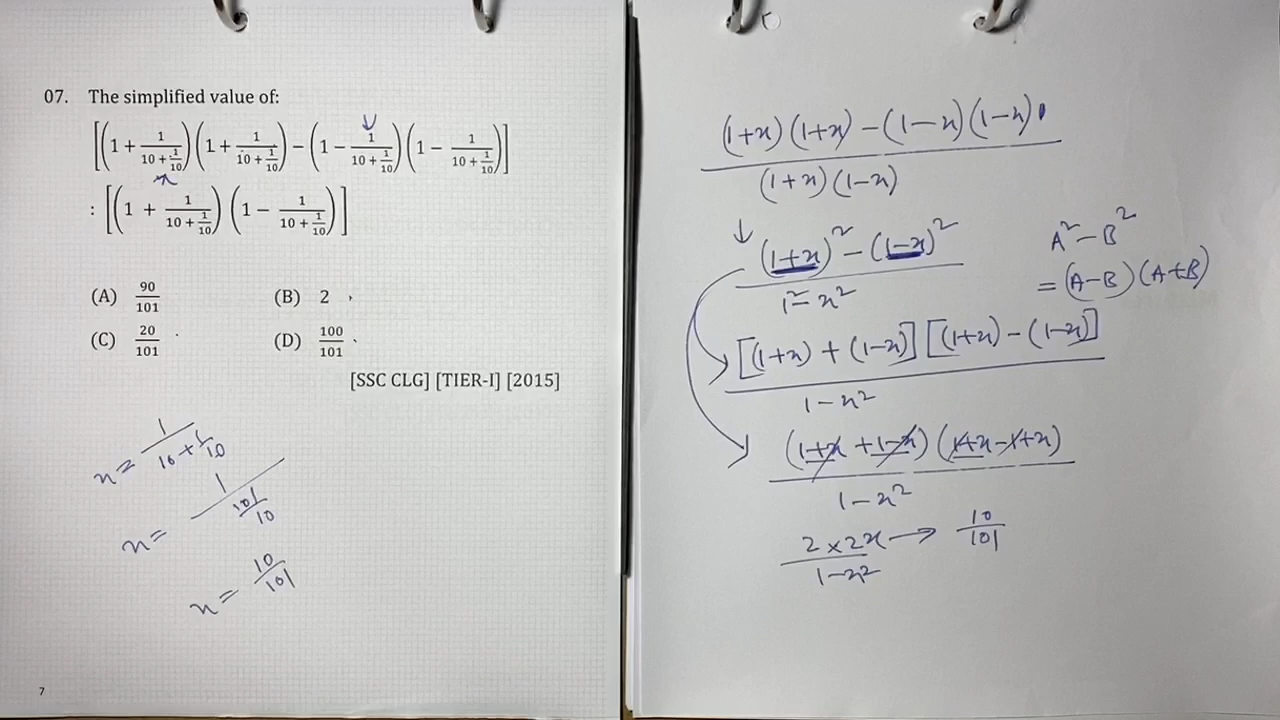 07. The simplified value of:
[(1 + 1/(10 + 1/10)) (1 + 1/(10 + 1/10)) − (1 − 1/(10 + 1/10)) (1 − 1/(10 + 1/10))]
: [(1 + 1/(10 + 1/10)) (1 − 1/(10 + 1/10))]
(A) 90/101 (B) 2
(C) 20/101 (D) 100/101
[SSC CLG] [TIER-I] [2015]
x = 1/(10 + 1/10)
x = 1/(101/10)
x = 10/101
7
(1+x)(1+x) − (1−x)(1−x)
(1+x)(1−x)
(1+x)² − (1−x)²
1² − x²
A² − B²
= (A−B)(A+B)
[(1+x) + (1−x)] [(1+x) − (1−x)]
1 − x²
(1+x + 1−x) (1+x − 1+x)
1 − x²
2 × 2x → 10/101
1 − x²